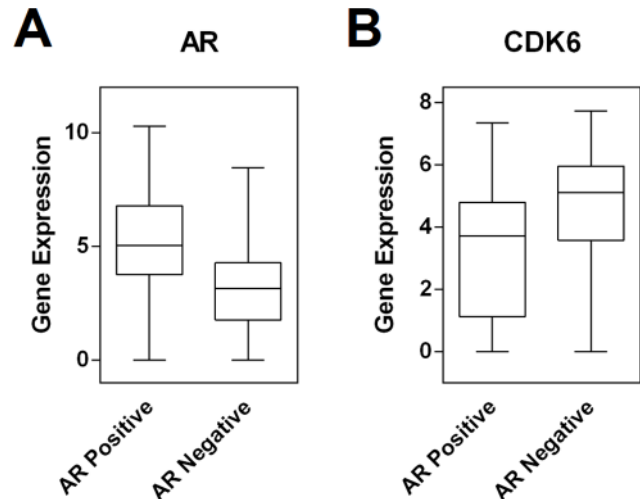 A
AR
Gene Expression
10
5
0
AR Positive
AR Negative
B
CDK6
Gene Expression
8
6
4
2
0
AR Positive
AR Negative